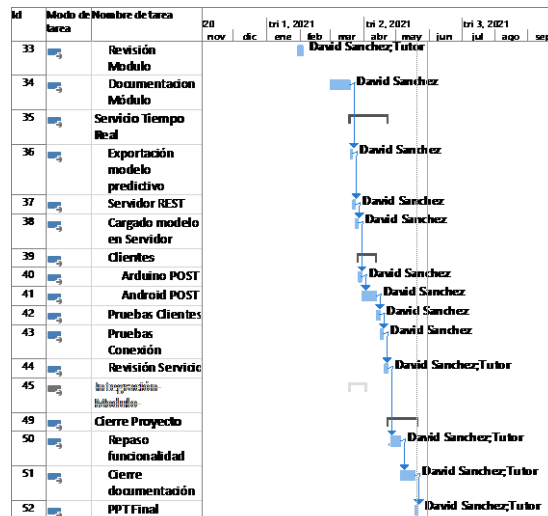 Id Modo de tarea Nombre de tarea 20 tri 1, 2021 tri 2, 2021 tri 3, 2021
nov dic ene feb mar abr may jun jul ago sep
33 Revisión Modulo David Sanchez;Tutor
34 Documentacion Módulo David Sanchez
35 Servicio Tiempo Real
36 Exportación modelo predictivo David Sanchez
37 Servidor REST David Sanchez
38 Cargado modelo en Servidor David Sanchez
39 Clientes
40 Arduino POST David Sanchez
41 Android POST David Sanchez
42 Pruebas Clientes David Sanchez
43 Pruebas Conexión David Sanchez
44 Revisión Servicio David Sanchez;Tutor
45
49 Cierre Proyecto
50 Repaso funcionalidad David Sanchez;Tutor
51 Cierre documentación David Sanchez;Tutor
52 PPT Final David Sanchez;Tutor